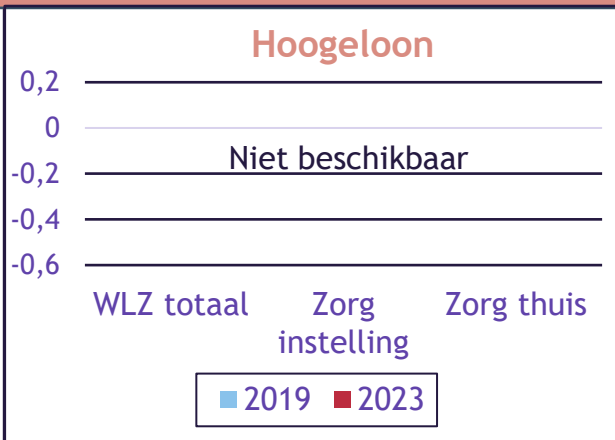 Hoogeloon
0,2
0
Niet beschikbaar
-0,2
-0,4
-0,6
WLZ totaal
Zorg
instelling
Zorg thuis
2019 2023